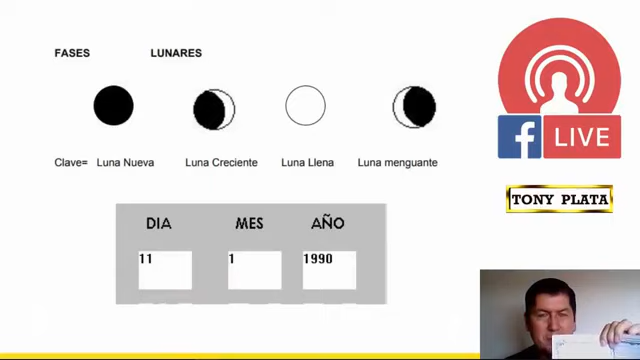 FASES LUNARES
Clave= Luna Nueva Luna Creciente Luna Llena Luna menguante
DIA MES AÑO
11 1 1990
f LIVE
TONY PLATA